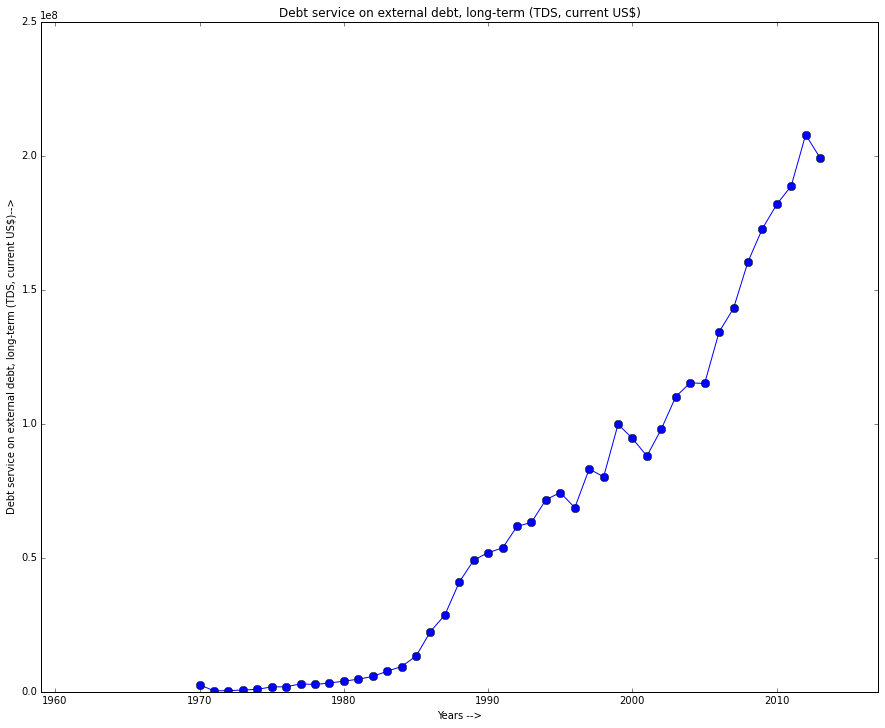 Debt service on external debt, long-term (TDS, current US$)
1e8
2.5
2.0
1.5
1.0
0.5
0.0
Debt service on external debt, long-term (TDS, current US$)-->
1960 1970 1980 1990 2000 2010
Years -->